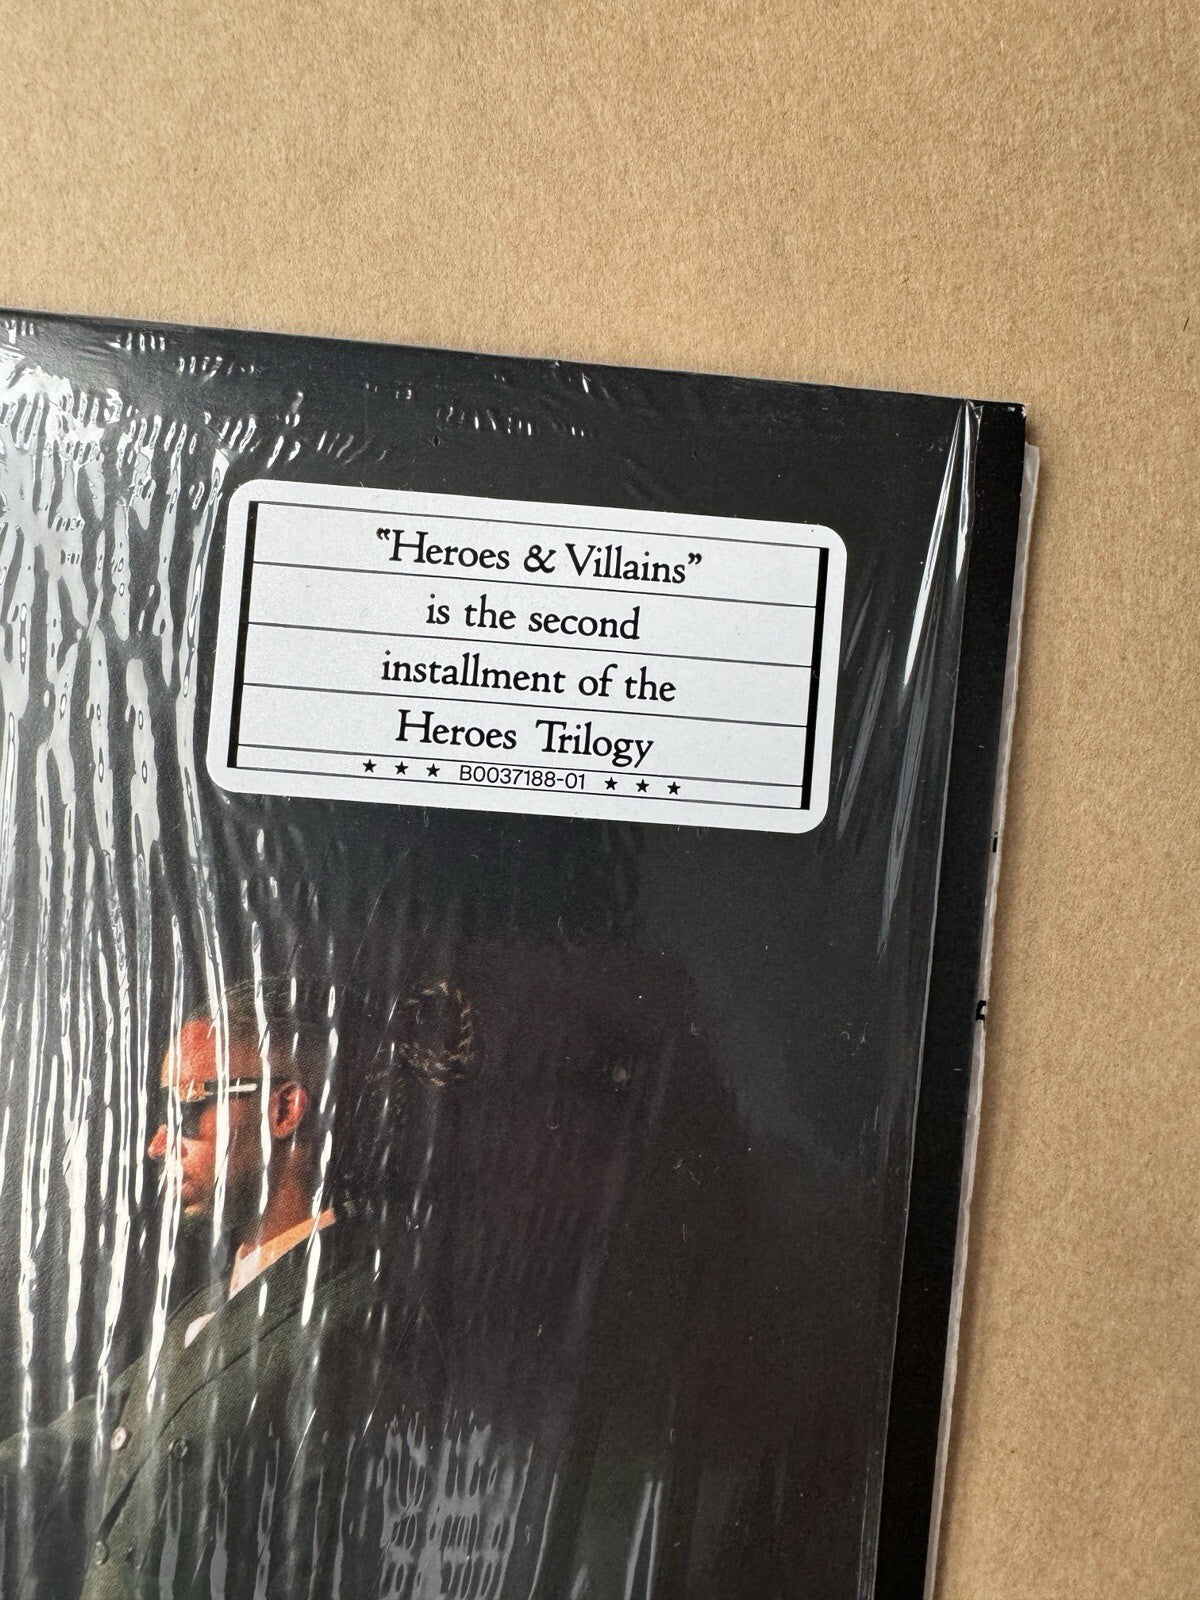 “Heroes & Villains”
is the second
installment of the
Heroes Trilogy
★ ★ ★ B0037188-01 ★ ★ ★